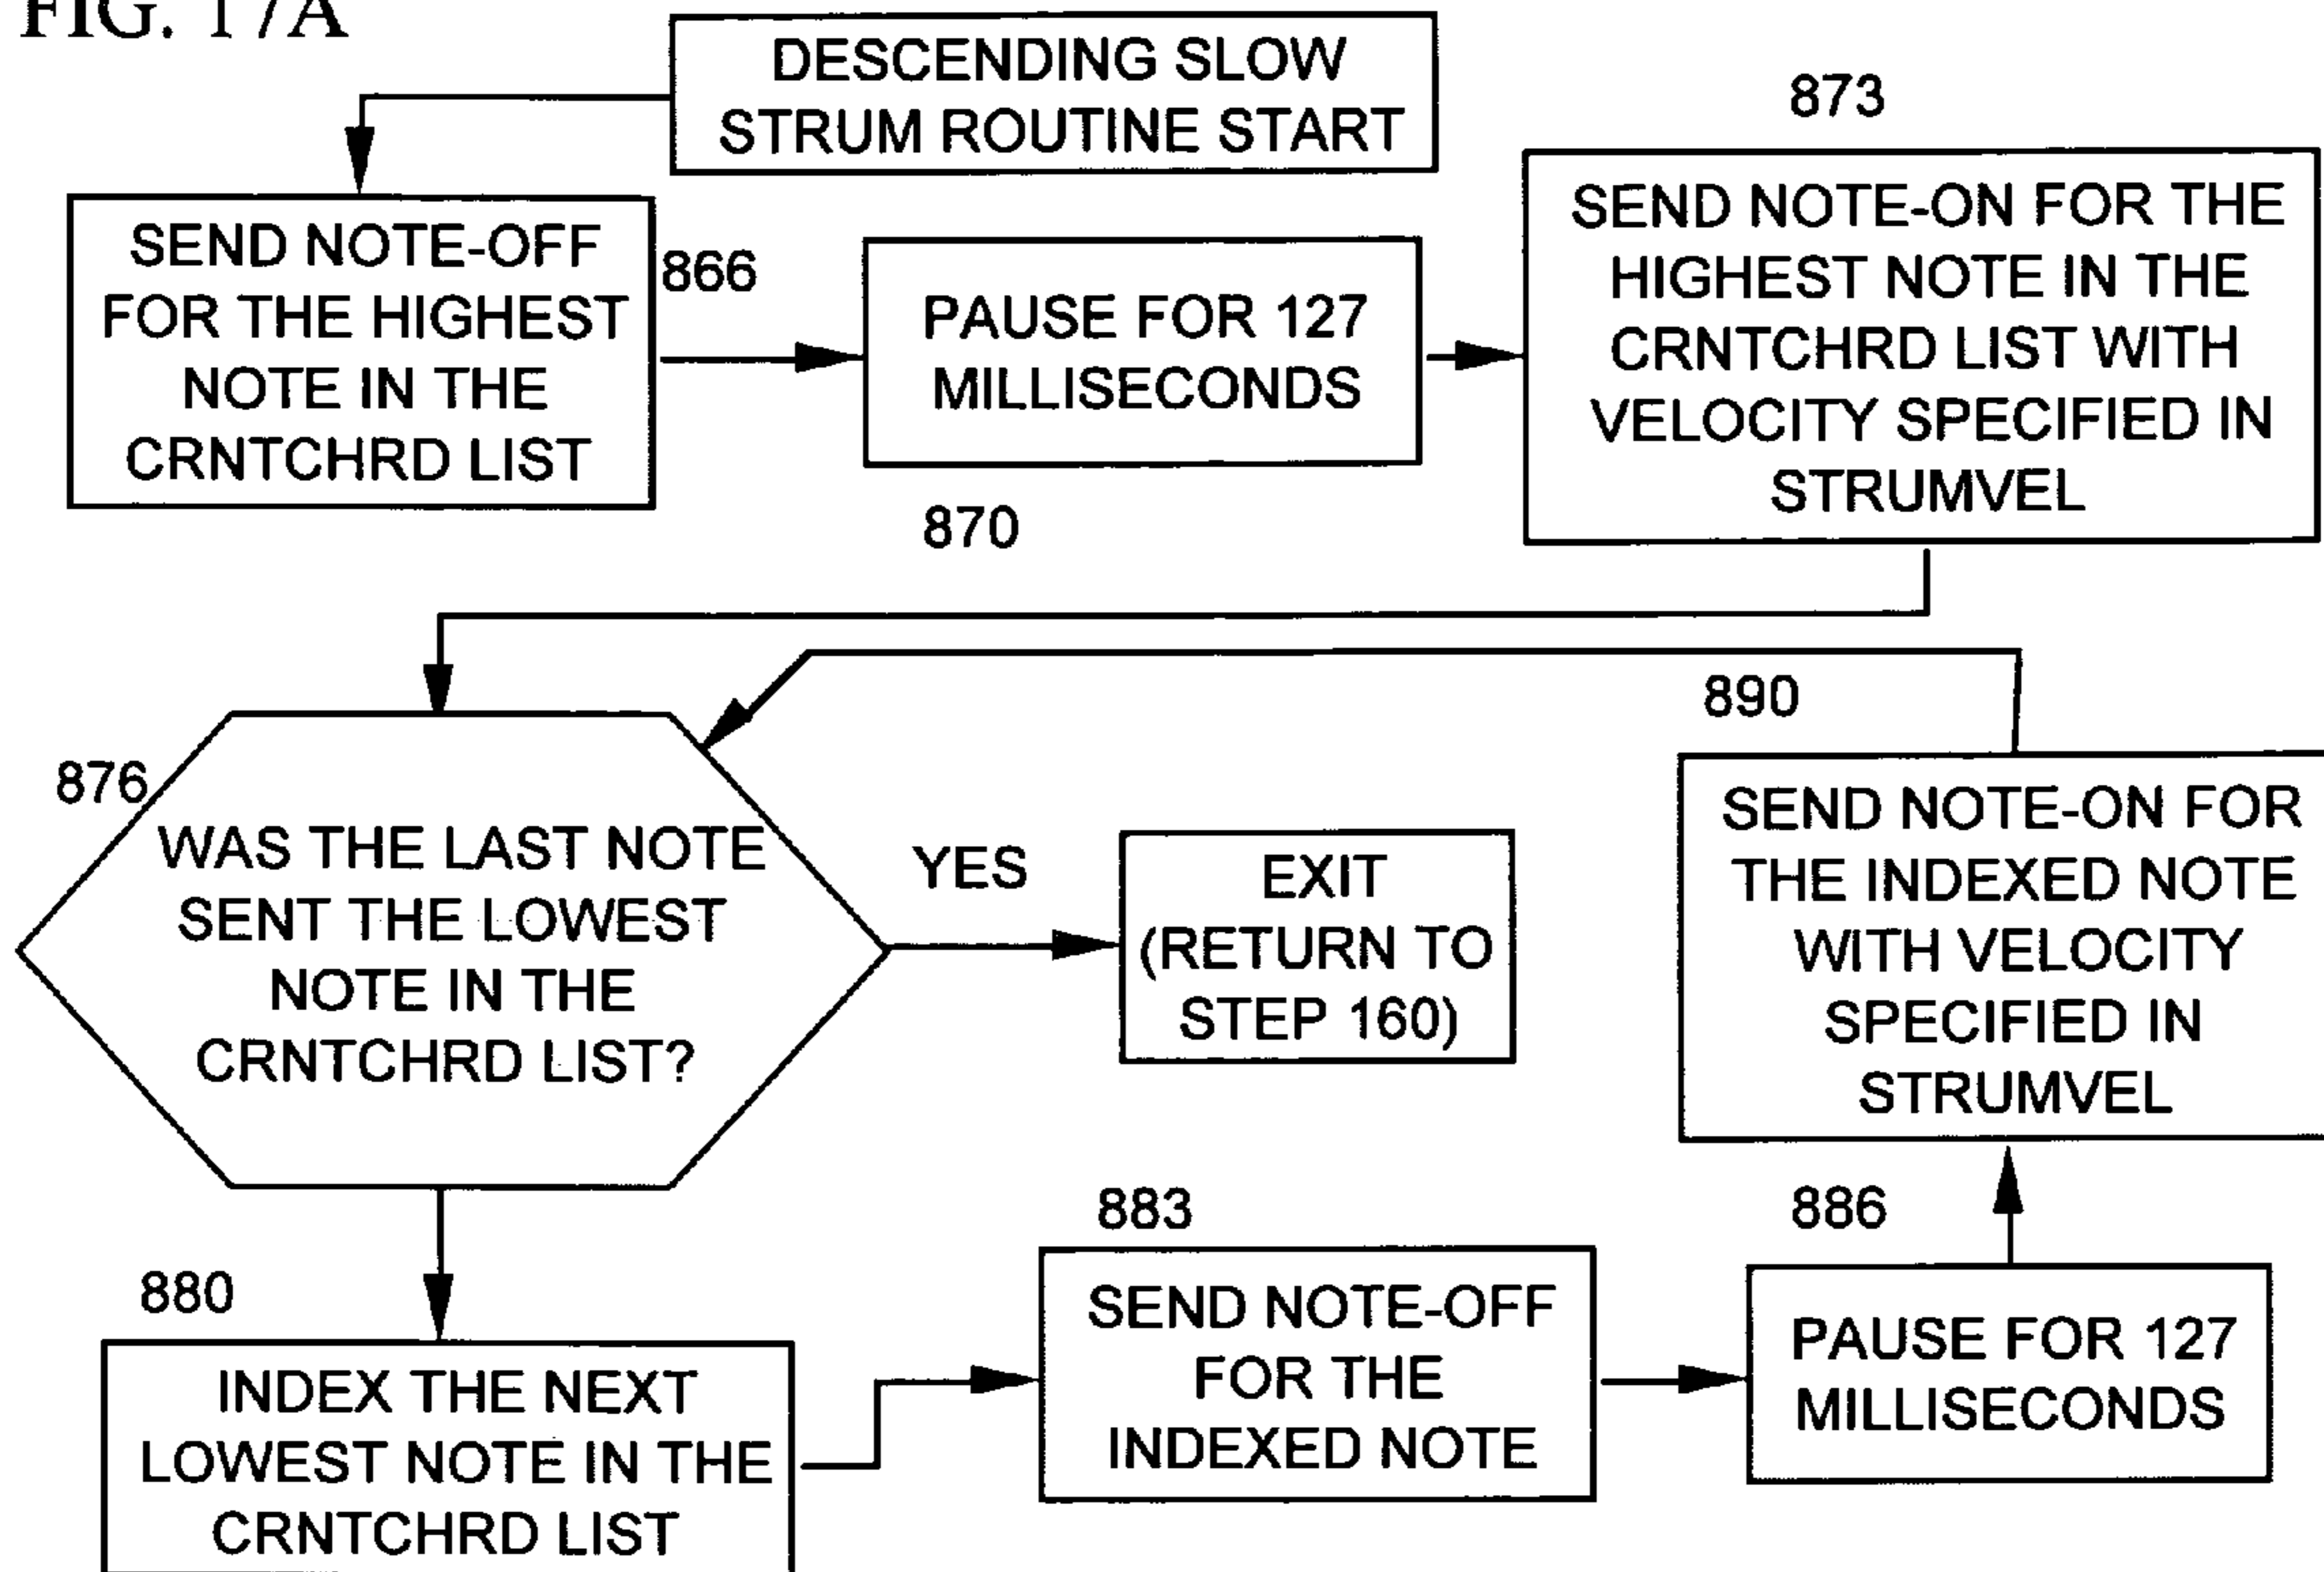 FIG. 17A
DESCENDING SLOW
STRUM ROUTINE START
SEND NOTE-OFF
FOR THE HIGHEST
NOTE IN THE
CRNTCHRD LIST
866
PAUSE FOR 127
MILLISECONDS
870
873
SEND NOTE-ON FOR THE
HIGHEST NOTE IN THE
CRNTCHRD LIST WITH
VELOCITY SPECIFIED IN
STRUMVEL
876
WAS THE LAST NOTE
SENT THE LOWEST
NOTE IN THE
CRNTCHRD LIST?
YES
EXIT
(RETURN TO
STEP 160)
880
INDEX THE NEXT
LOWEST NOTE IN THE
CRNTCHRD LIST
883
SEND NOTE-OFF
FOR THE
INDEXED NOTE
886
PAUSE FOR 127
MILLISECONDS
890
SEND NOTE-ON FOR
THE INDEXED NOTE
WITH VELOCITY
SPECIFIED IN
STRUMVEL